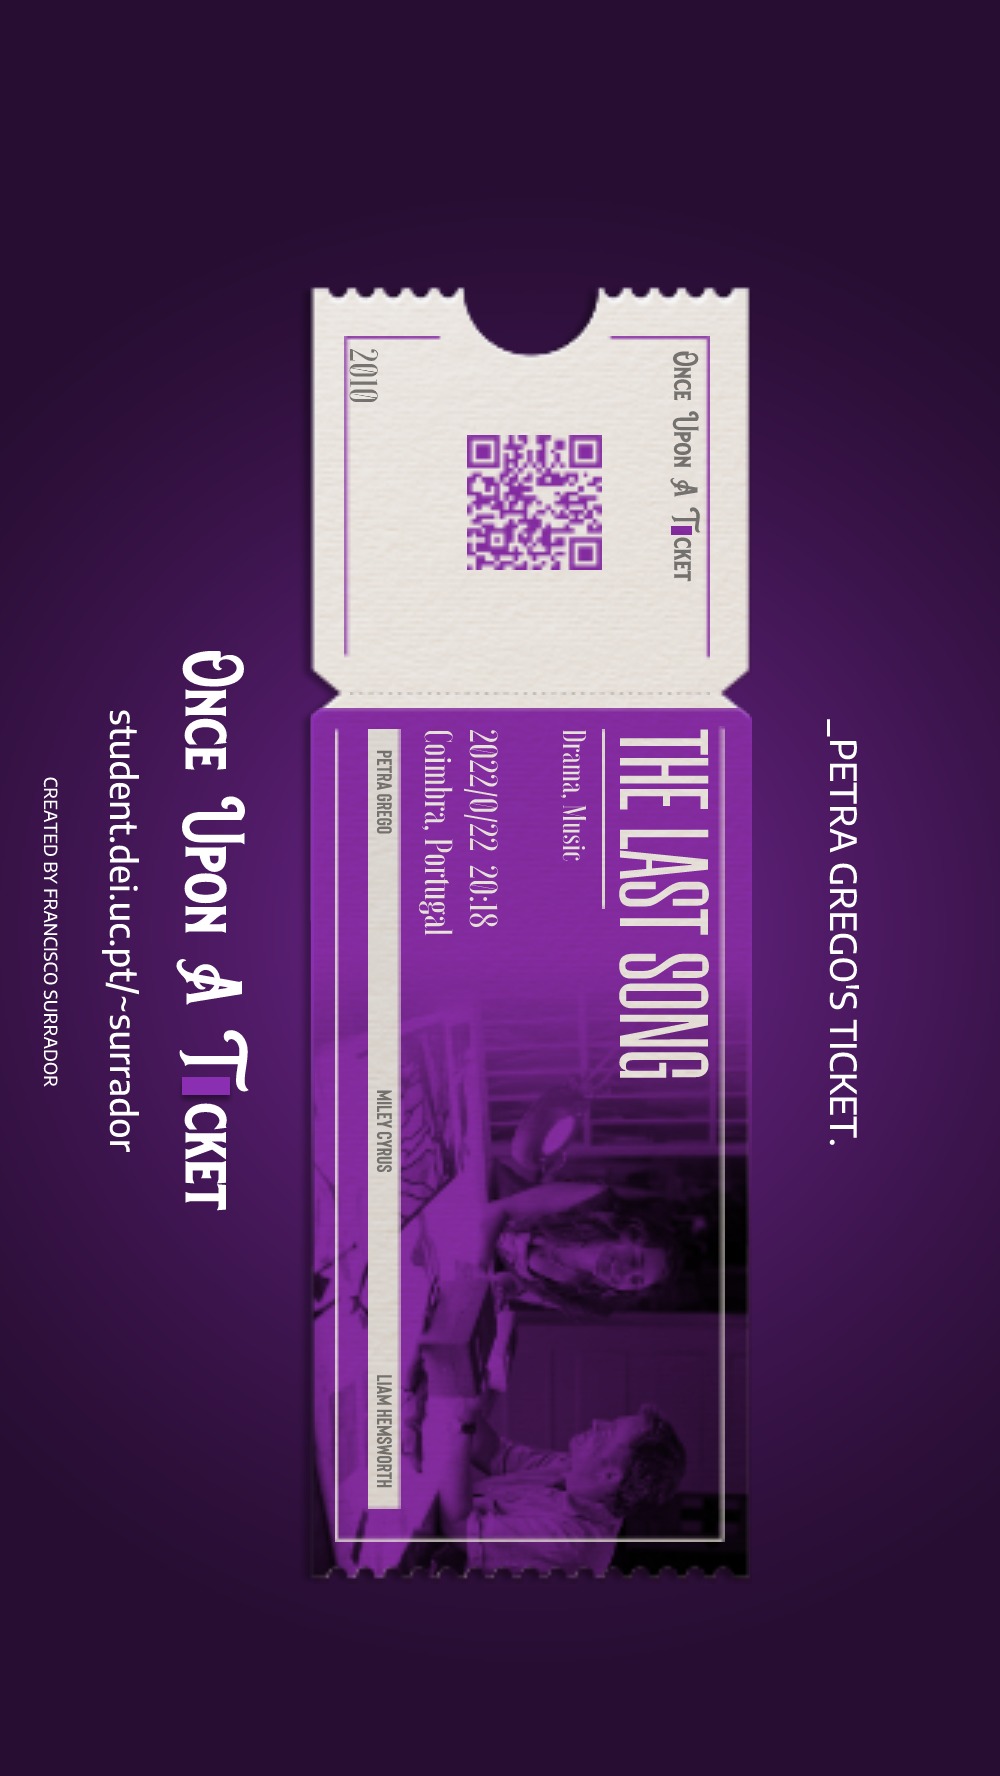 _PETRA GREGO'S TICKET.
ONCE UPON A TICKET
2010
THE LAST SONG
Drama, Music
2022/0/22 20:18
Coimbra, Portugal
PETRA GREGO
MILEY CYRUS
LIAM HEMSWORTH
ONCE UPON A TICKET
student.dei.uc.pt/~surrador
CREATED BY FRANCISCO SURRADOR